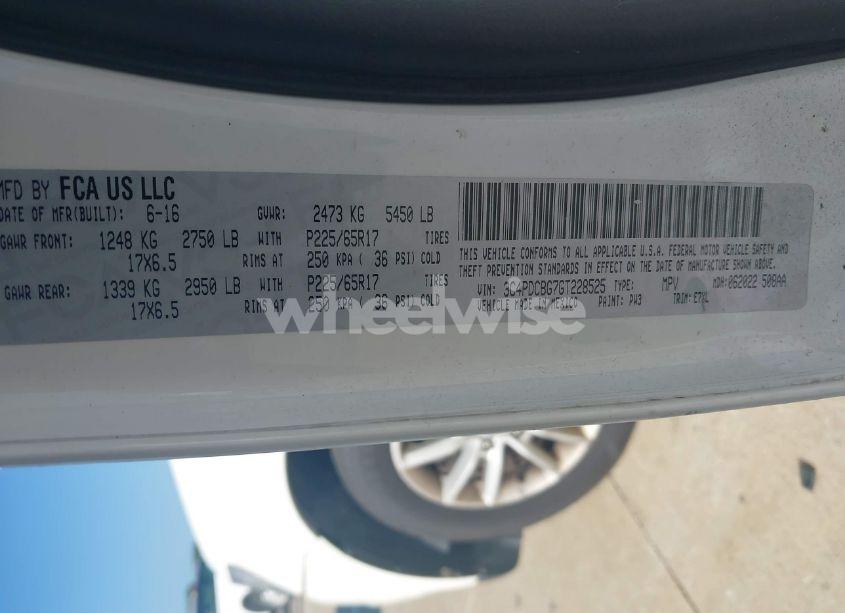 MFD BY FCA US LLC
DATE OF MFR(BUILT): 6-16 GVWR: 2473 KG 5450 LB
GAWR FRONT: 1248 KG 2750 LB WITH P225/65R17 TIRES
17X6.5 RIMS AT 250 KPA ( 36 PSI) COLD
GAWR REAR: 1339 KG 2950 LB WITH P225/65R17 TIRES
17X6.5 RIMS AT 250 KPA ( 36 PSI) COLD
THIS VEHICLE CONFORMS TO ALL APPLICABLE U.S.A. FEDERAL MOTOR VEHICLE SAFETY AND
THEFT PREVENTION STANDARDS IN EFFECT ON THE DATE OF MANUFACTURE SHOWN ABOVE.
VIN: 3C4PDCBG7GT228525 TYPE: MPV MDH: 062022 508AA
VEHICLE MADE IN MEXICO PAINT: PW3 TRIM:
wheelwise